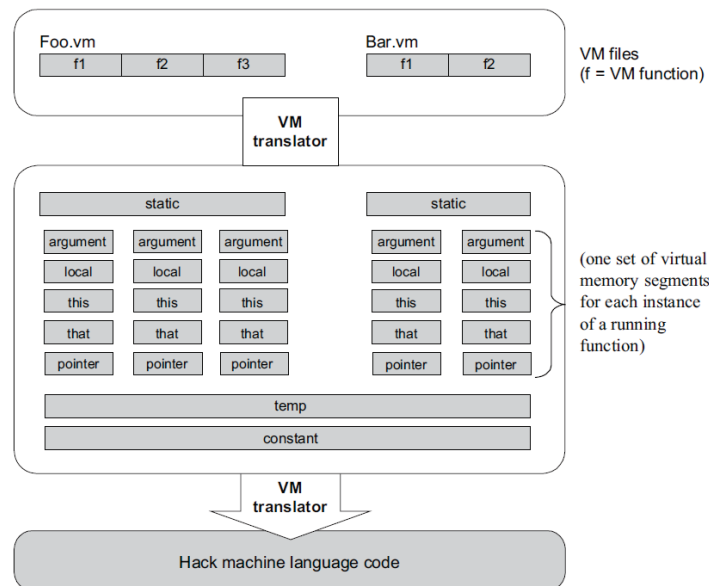 Foo.vm
f1 f2 f3
Bar.vm
f1 f2
VM files
(f = VM function)
VM
translator
static static
argument argument argument argument argument
local local local local local
this this this this this
that that that that that
pointer pointer pointer pointer pointer
(one set of virtual
memory segments
for each instance
of a running
function)
temp
constant
VM
translator
Hack machine language code